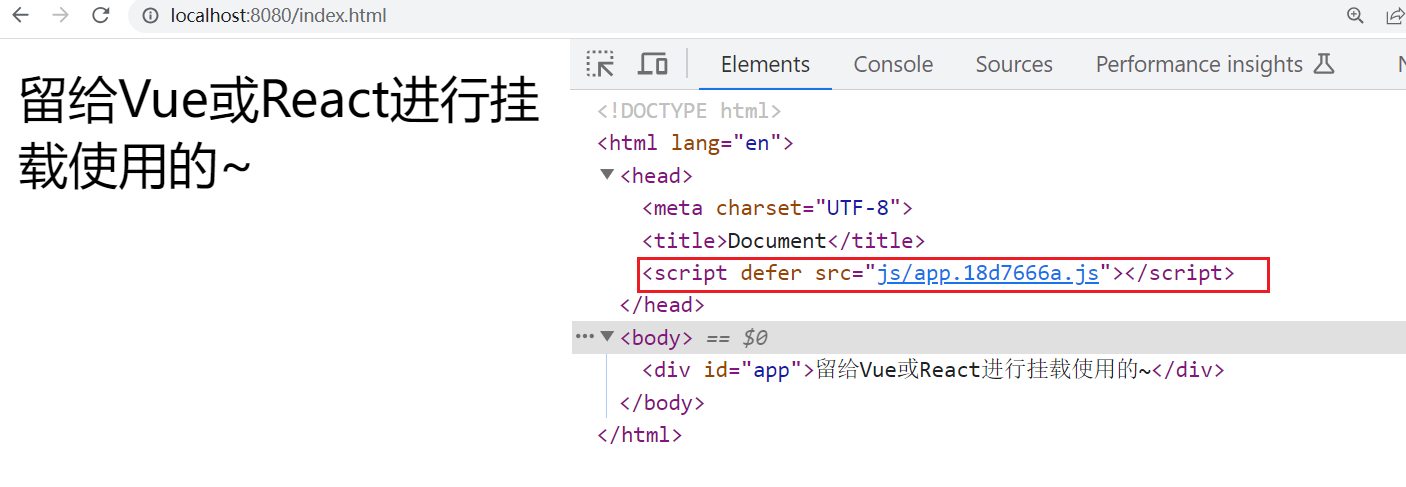 localhost:8080/index.html
留给Vue或React进行挂
载使用的~
Elements Console Sources Performance insights
<!DOCTYPE html>
<html lang="en">
<head>
<meta charset="UTF-8">
<title>Document</title>
<script defer src="js/app.18d7666a.js"></script>
</head>
<body> == $0
<div id="app">留给Vue或React进行挂载使用的~</div>
</body>
</html>